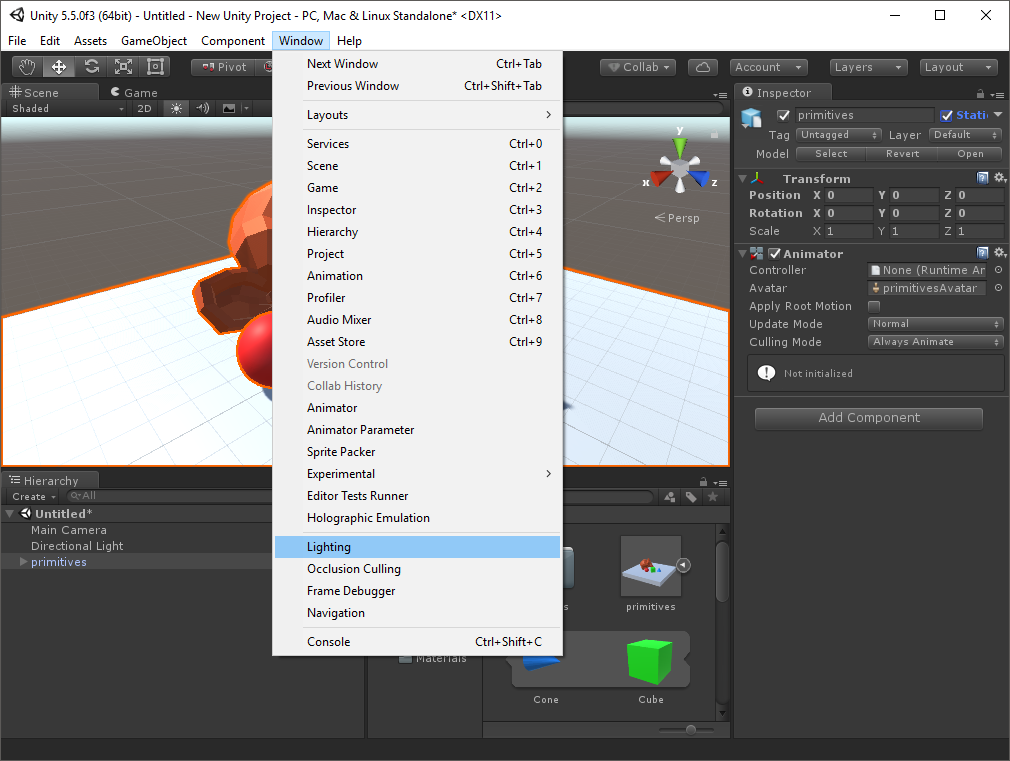 Unity 5.5.0f3 (64bit) - Untitled - New Unity Project - PC, Mac & Linux Standalone* <DX11>
File Edit Assets GameObject Component Window Help
Pivot Collab Account Layers Layout
Scene Game
Shaded 2D
Next Window Ctrl+Tab
Previous Window Ctrl+Shift+Tab
Layouts
Services Ctrl+0
Scene Ctrl+1
Game Ctrl+2
Inspector Ctrl+3
Hierarchy Ctrl+4
Project Ctrl+5
Animation Ctrl+6
Profiler Ctrl+7
Audio Mixer Ctrl+8
Asset Store Ctrl+9
Version Control
Collab History
Animator
Animator Parameter
Sprite Packer
Experimental
Editor Tests Runner
Holographic Emulation
Lighting
Occlusion Culling
Frame Debugger
Navigation
Console Ctrl+Shift+C
y
x z
Persp
Inspector
primitives Stati
Tag Untagged Layer Default
Model Select Revert Open
Transform
Position X 0 Y 0 Z 0
Rotation X 0 Y 0 Z 0
Scale X 1 Y 1 Z 1
Animator
Controller None (Runtime Ar
Avatar primitivesAvatar
Apply Root Motion
Update Mode Normal
Culling Mode Always Animate
Not initialized
Add Component
Hierarchy
Create All
Untitled*
Main Camera
Directional Light
primitives
s primitives
Materials
Cone Cube